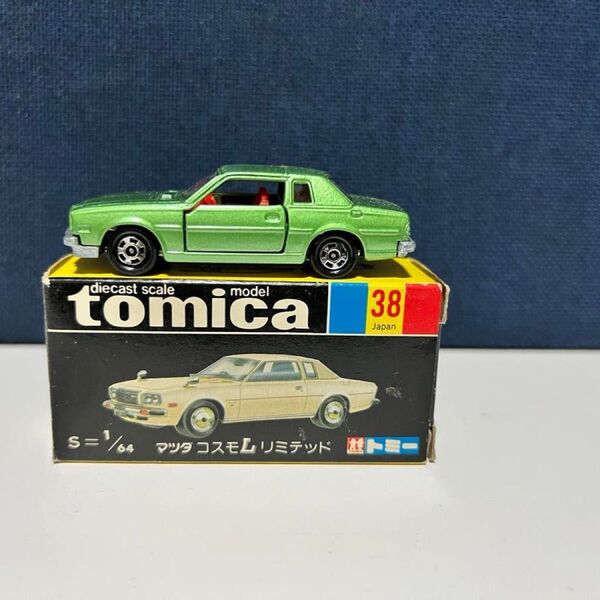 diecast scale model
tomica
38
Japan
S=1/64 マツダ コスモL リミテッド
トミー